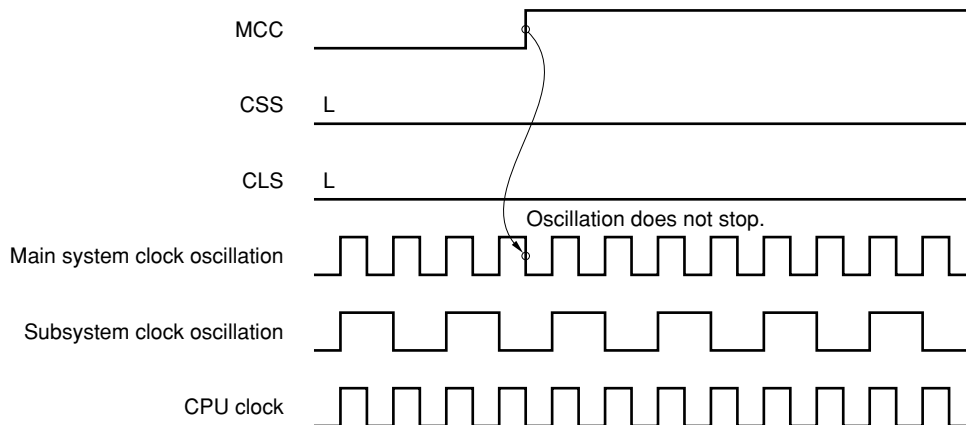 MCC
CSS L
CLS L
Oscillation does not stop.
Main system clock oscillation
Subsystem clock oscillation
CPU clock